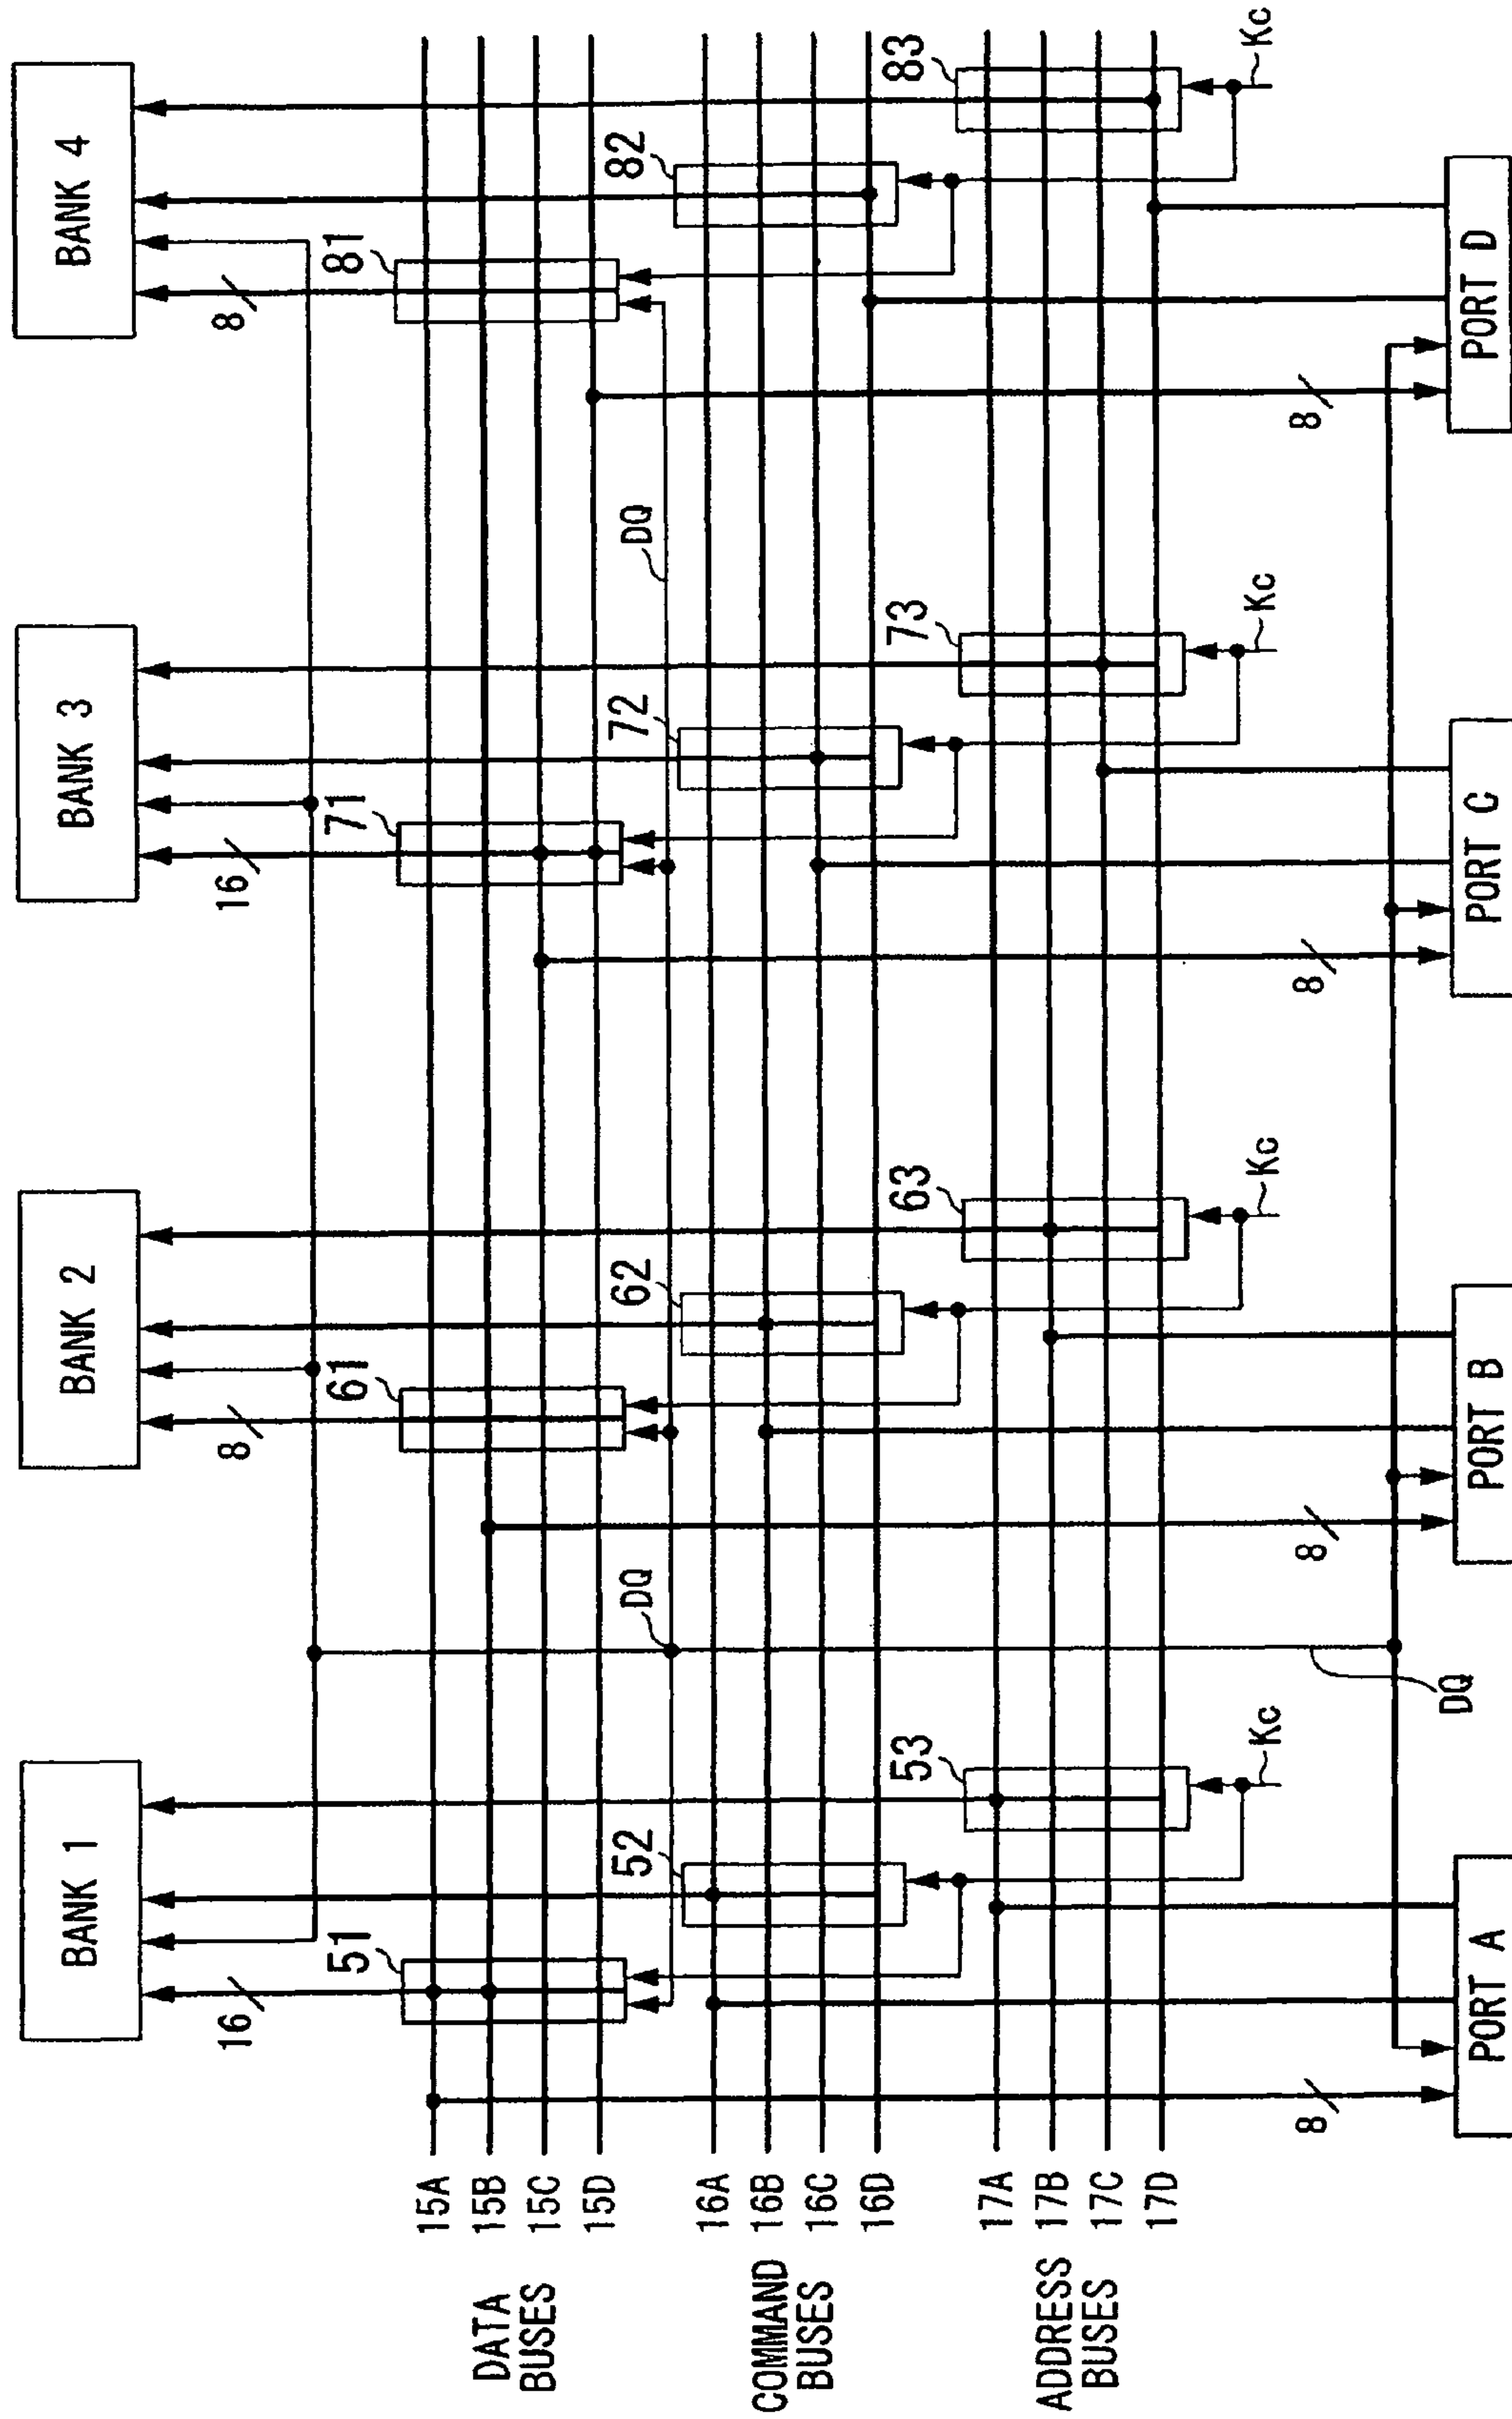 BANK 1
BANK 2
BANK 3
BANK 4
16
8
16
8
51
61
71
81
DATA
BUSES
15A
15B
15C
15D
DQ
DQ
52
62
72
82
COMMAND
BUSES
16A
16B
16C
16D
53
63
73
83
ADDRESS
BUSES
17A
17B
17C
17D
Kc
Kc
Kc
Kc
8
8
8
8
DQ
PORT A
PORT B
PORT C
PORT D